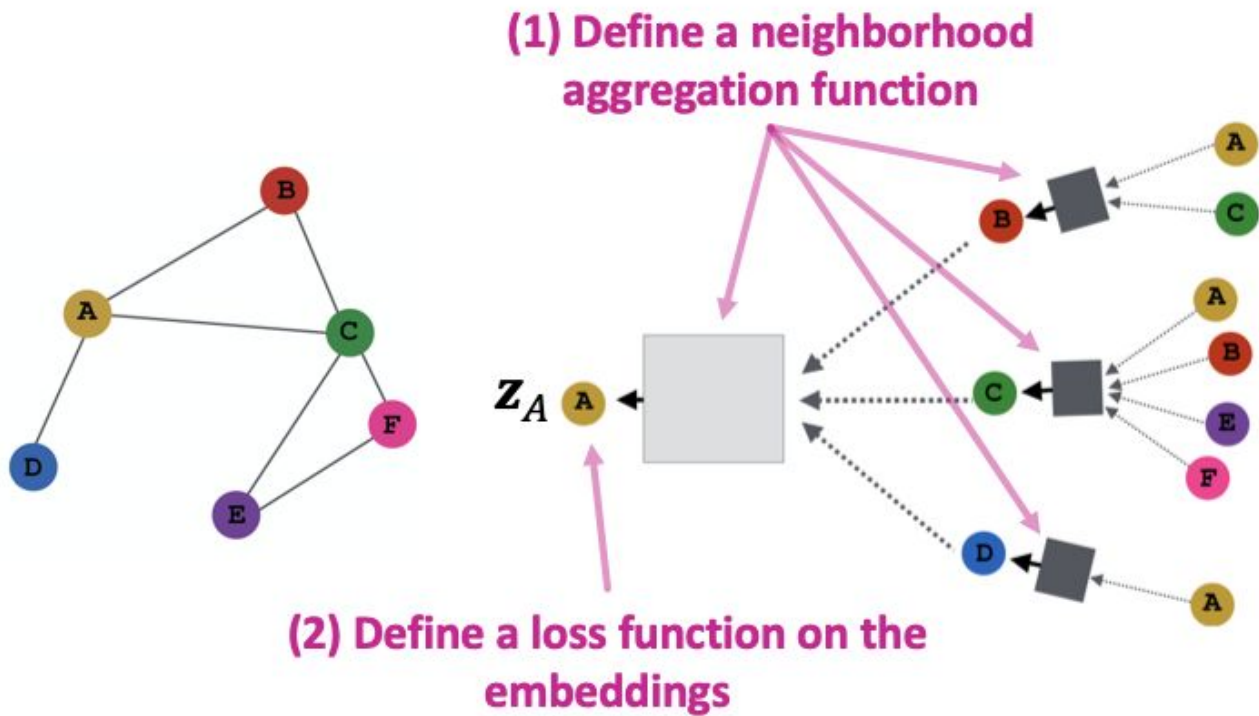 (1) Define a neighborhood
aggregation function
B
A
C
D
E
F
z_A
A
B
A
C
C
A
B
E
F
D
A
(2) Define a loss function on the
embeddings